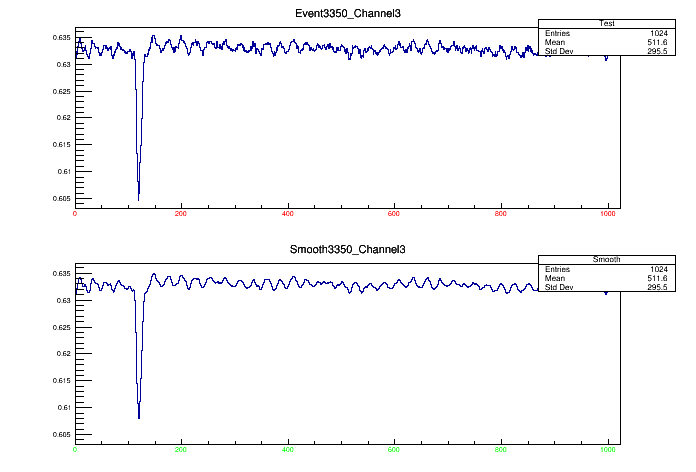 Event3350_Channel3
Test
Entries 1024
Mean 511.6
Std Dev 295.5
0.635
0.63
0.625
0.62
0.615
0.61
0.605
0 200 400 600 800 1000
Smooth3350_Channel3
Smooth
Entries 1024
Mean 511.6
Std Dev 295.5
0.635
0.63
0.625
0.62
0.615
0.61
0.605
0 200 400 600 800 1000